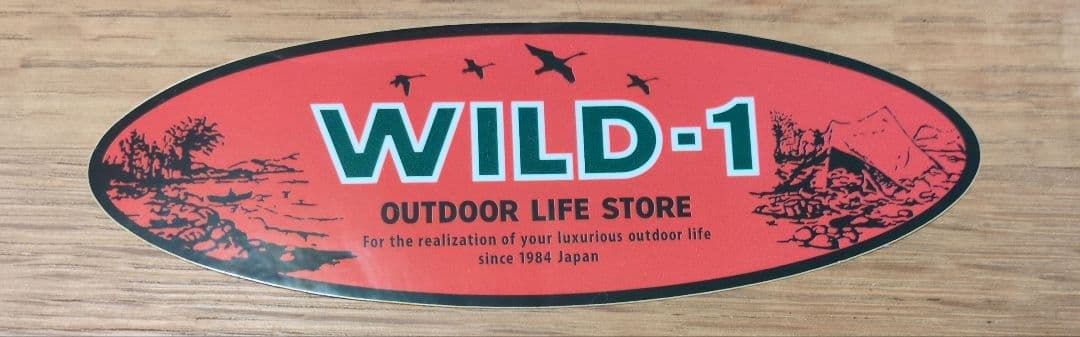 WILD-1
OUTDOOR LIFE STORE
For the realization of your luxurious outdoor life
since 1984 Japan